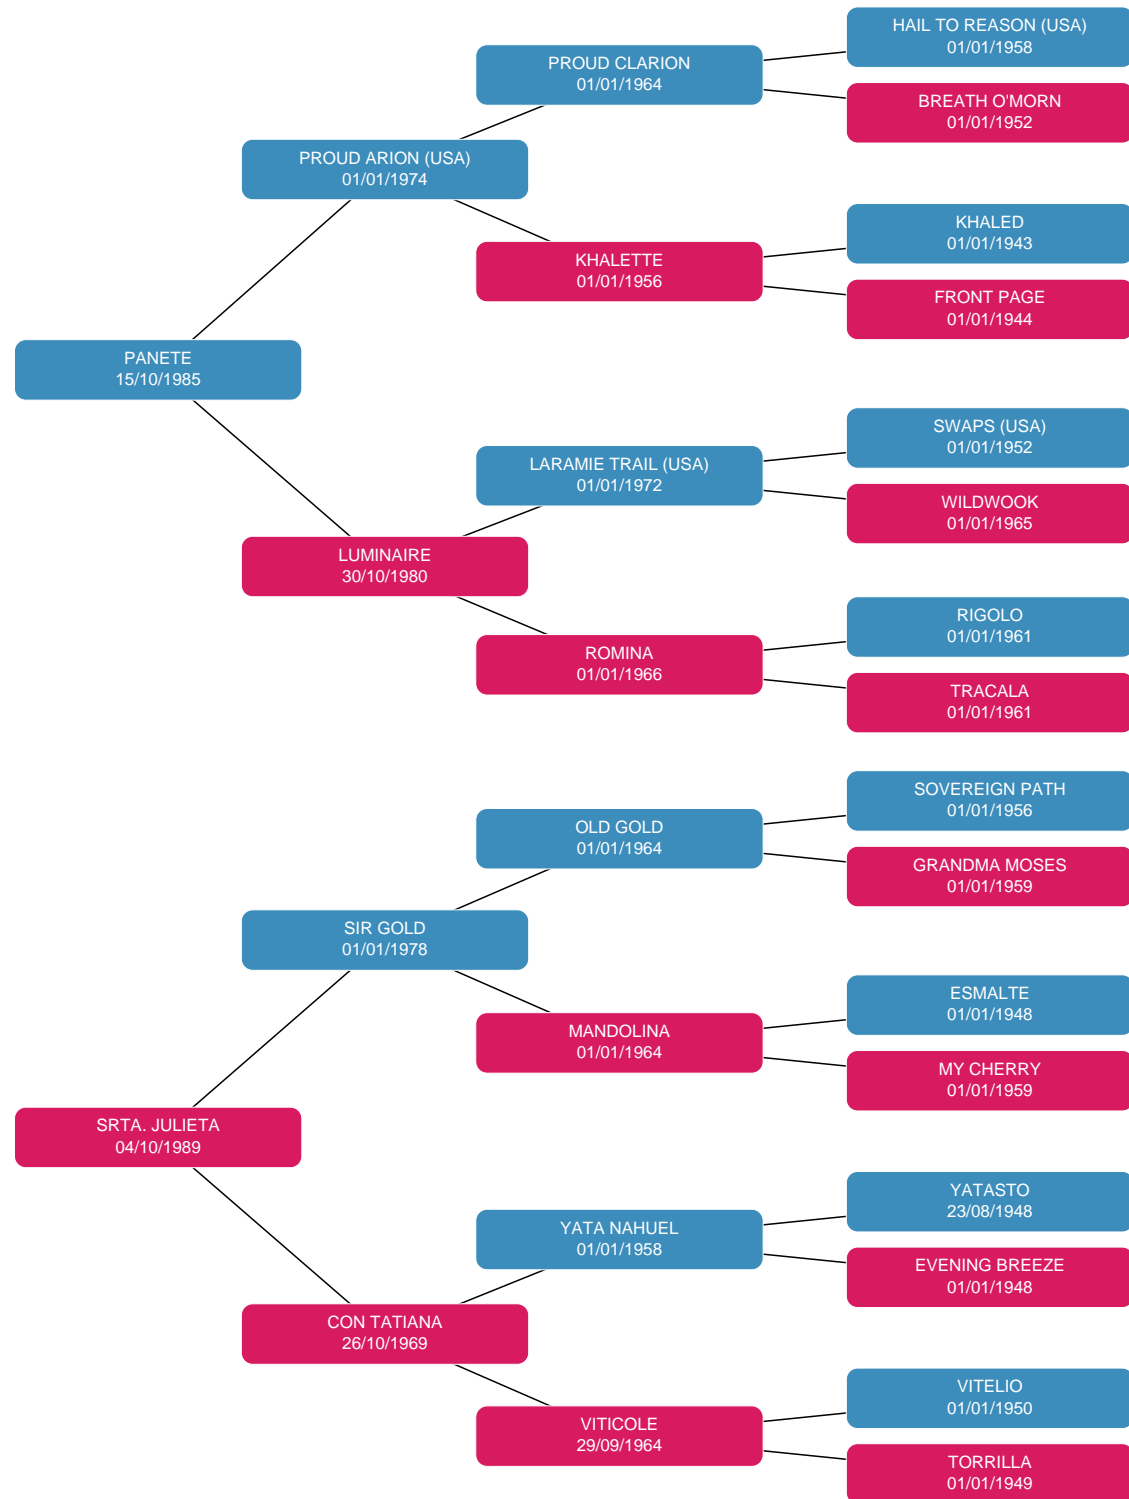 HAIL TO REASON (USA)
01/01/1958
PROUD CLARION
01/01/1964
BREATH O'MORN
01/01/1952
PROUD ARION (USA)
01/01/1974
KHALED
01/01/1943
KHALETTE
01/01/1956
FRONT PAGE
01/01/1944
PANETE
15/10/1985
SWAPS (USA)
01/01/1952
LARAMIE TRAIL (USA)
01/01/1972
WILDWOOK
01/01/1965
LUMINAIRE
30/10/1980
RIGOLO
01/01/1961
ROMINA
01/01/1966
TRACALA
01/01/1961
SOVEREIGN PATH
01/01/1956
OLD GOLD
01/01/1964
GRANDMA MOSES
01/01/1959
SIR GOLD
01/01/1978
ESMALTE
01/01/1948
MANDOLINA
01/01/1964
MY CHERRY
01/01/1959
SRTA. JULIETA
04/10/1989
YATASTO
23/08/1948
YATA NAHUEL
01/01/1958
EVENING BREEZE
01/01/1948
CON TATIANA
26/10/1969
VITELIO
01/01/1950
VITICOLE
29/09/1964
TORRILLA
01/01/1949